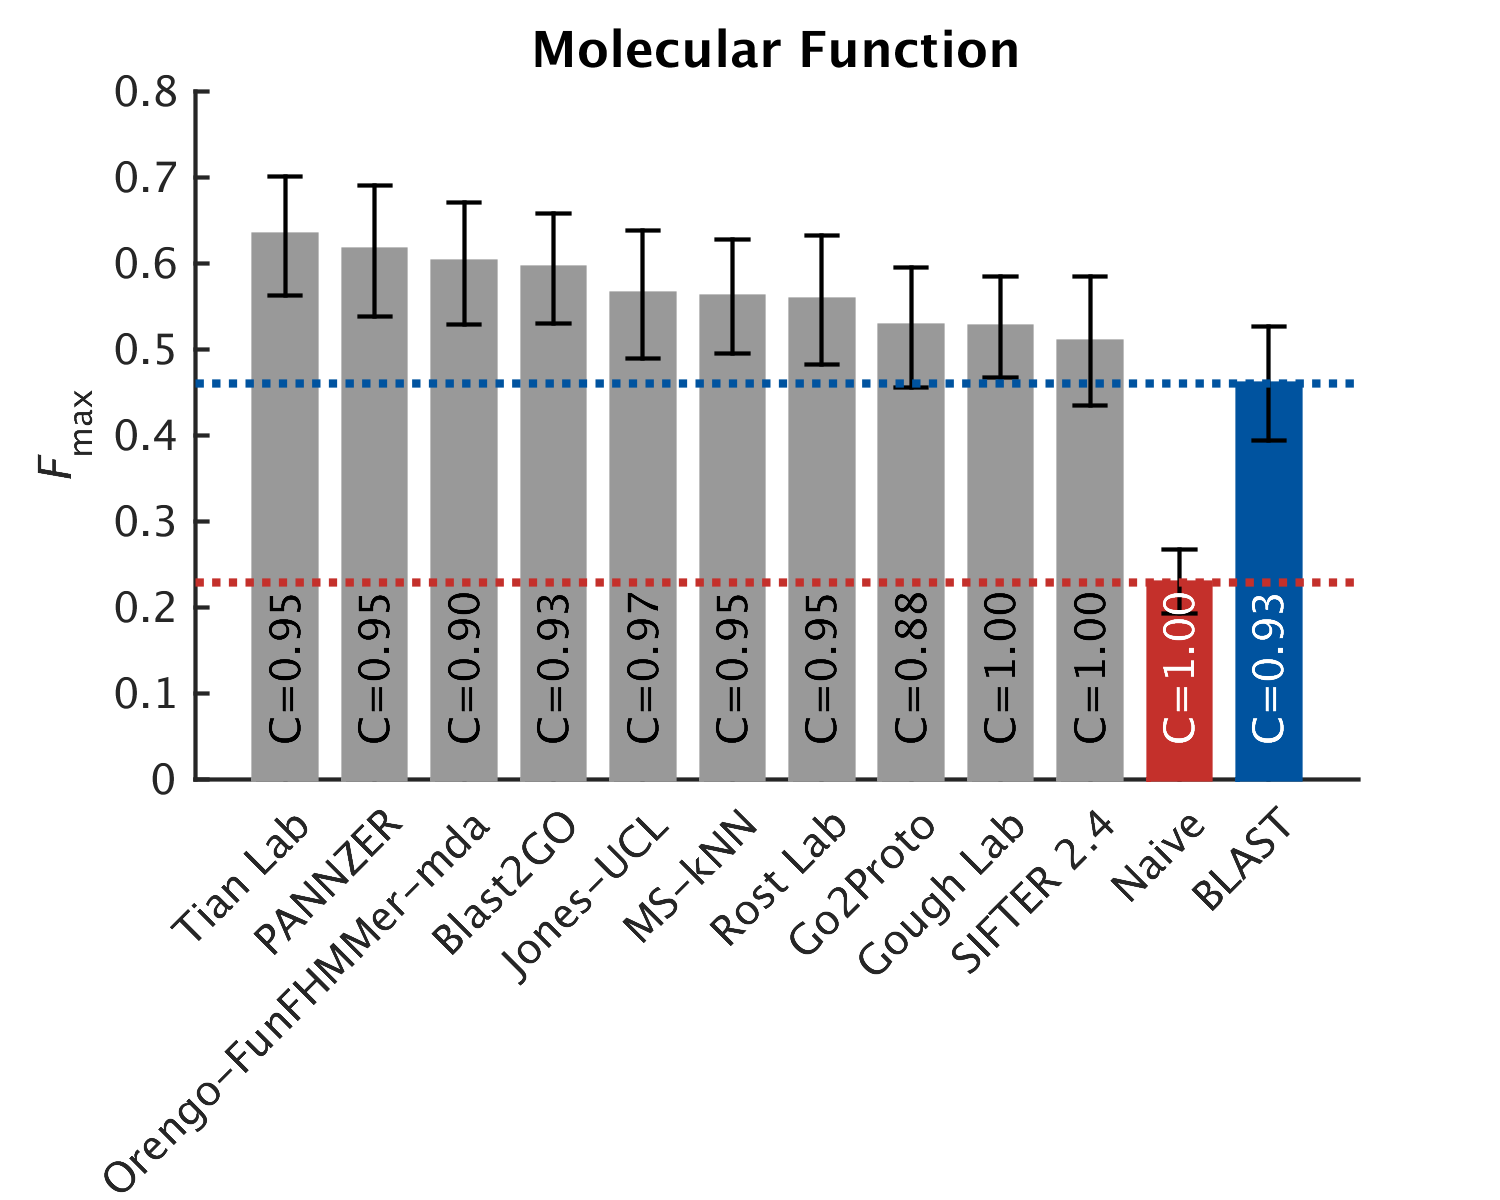 Molecular Function
0.8
0.7
0.6
0.5
0.4
0.3
0.2
0.1
0
Fmax
C=0.95
C=0.95
C=0.90
C=0.93
C=0.97
C=0.95
C=0.95
C=0.88
C=1.00
C=1.00
C=1.00
C=0.93
Tian Lab
PANNZER
Orengo-FunFHMMer-mda
Blast2GO
Jones-UCL
MS-kNN
Rost Lab
Go2Proto
Gough Lab
SIFTER 2.4
Naive
BLAST